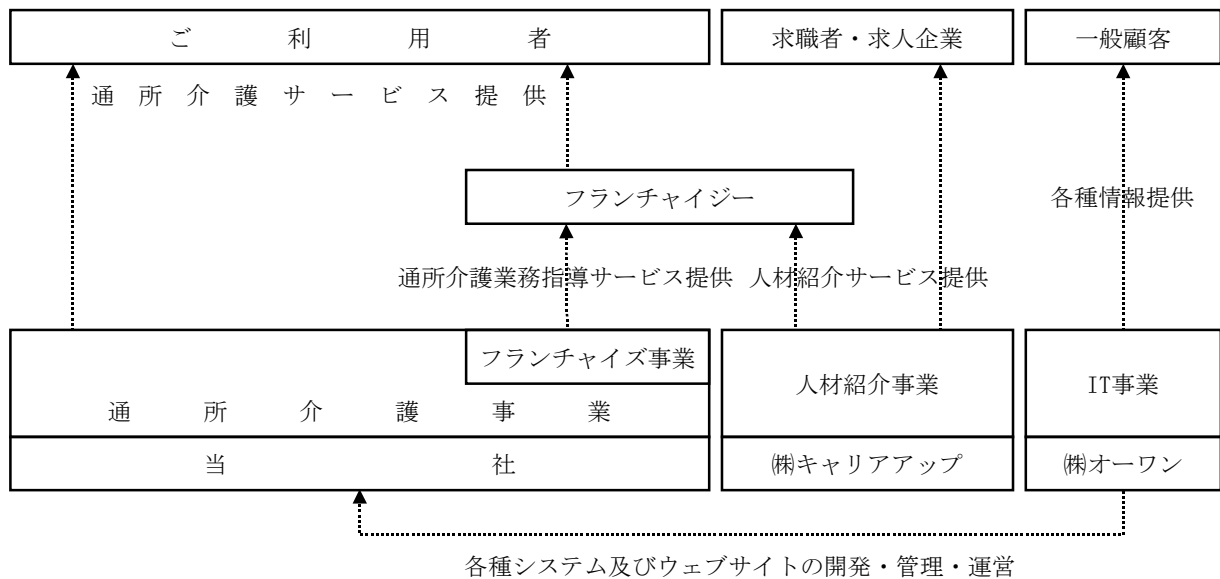 ご利用者
求職者・求人企業
一般顧客
通所介護サービス提供
フランチャイジー
各種情報提供
通所介護業務指導サービス提供
人材紹介サービス提供
フランチャイズ事業
通所介護事業
人材紹介事業
IT事業
当社
㈱キャリアアップ
㈱オーワン
各種システム及びウェブサイトの開発・管理・運営